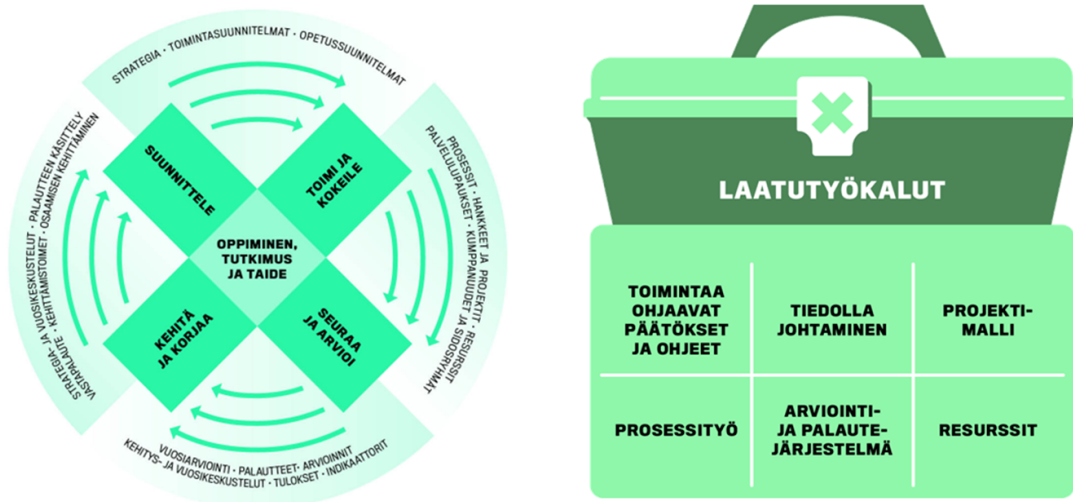 STRATEGIA · TOIMINTASUUNNITELMAT · OPETUSSUUNNITELMAT
SUUNNITTELE
TOIMI JA
KOKEILE
PROSESSIT · HANKKEET JA PROJEKTIT · RESURSSIT
PALVELULUPAUKSET · KUMPPANUUDET JA SIDOSRYHMÄT
OPPIMINEN,
TUTKIMUS
JA TAIDE
SEURAA
JA ARVIOI
VUOSIARVIOINTI · PALAUTTEET · ARVIOINNIT
KEHITYS- JA VUOSIKESKUSTELUT · TULOKSET · INDIKAATTORIT
KEHITÄ
JA KORJAA
STRATEGIA- JA VUOSIKESKUSTELUT · PALAUTTEEN KÄSITTELY
VASTAPALAUTE · KEHITTÄMISTOIMET · OSAAMISEN KEHITTÄMINEN
LAATUTYÖKALUT
TOIMINTAA
OHJAAVAT
PÄÄTÖKSET
JA OHJEET
TIEDOLLA
JOHTAMINEN
PROJEKTI-
MALLI
PROSESSITYÖ
ARVIOINTI-
JA PALAUTE-
JÄRJESTELMÄ
RESURSSIT